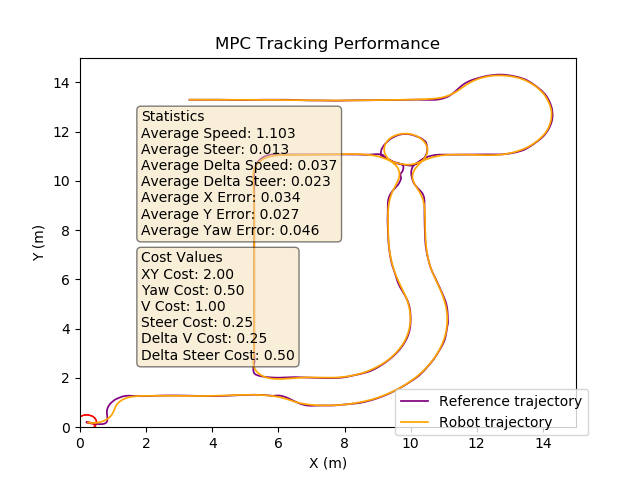 MPC Tracking Performance
14
12
10
8
6
4
2
0
Y (m)
Statistics
Average Speed: 1.103
Average Steer: 0.013
Average Delta Speed: 0.037
Average Delta Steer: 0.023
Average X Error: 0.034
Average Y Error: 0.027
Average Yaw Error: 0.046
Cost Values
XY Cost: 2.00
Yaw Cost: 0.50
V Cost: 1.00
Steer Cost: 0.25
Delta V Cost: 0.25
Delta Steer Cost: 0.50
Reference trajectory
Robot trajectory
0 2 4 6 8 10 12 14
X (m)